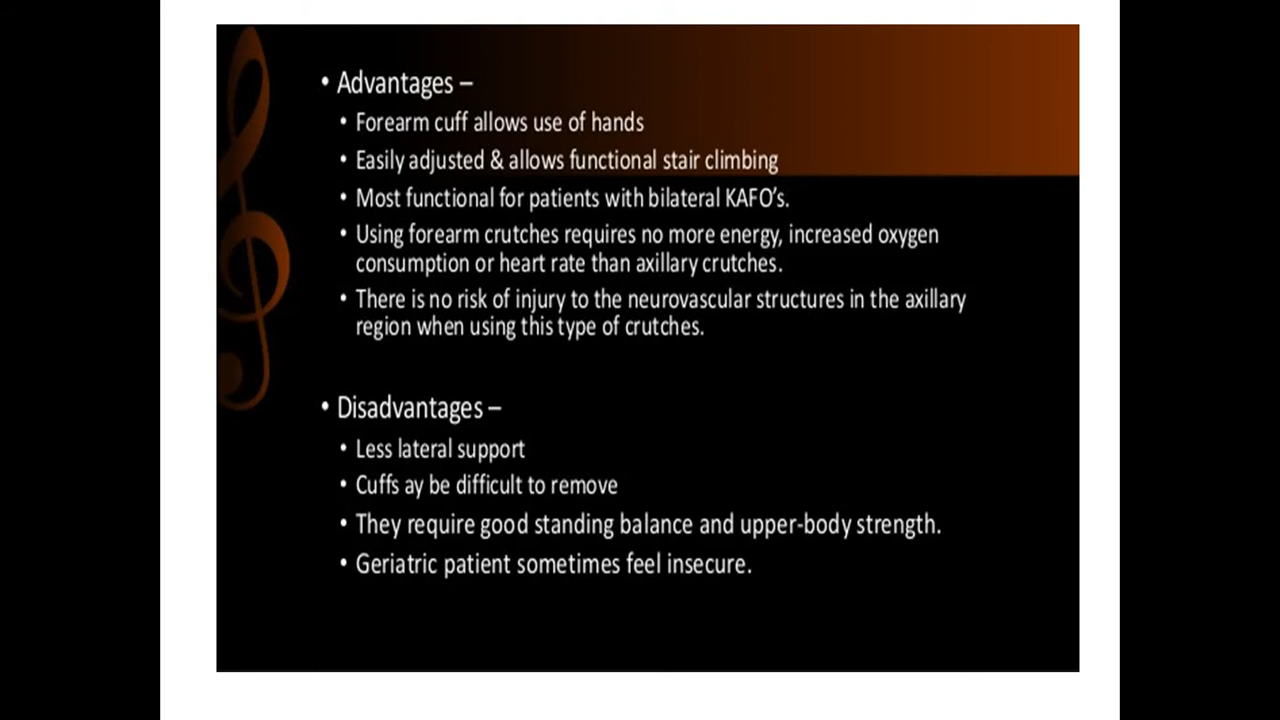 • Advantages –
• Forearm cuff allows use of hands
• Easily adjusted & allows functional stair climbing
• Most functional for patients with bilateral KAFO's.
• Using forearm crutches requires no more energy, increased oxygen
consumption or heart rate than axillary crutches.
• There is no risk of injury to the neurovascular structures in the axillary
region when using this type of crutches.
• Disadvantages –
• Less lateral support
• Cuffs ay be difficult to remove
• They require good standing balance and upper-body strength.
• Geriatric patient sometimes feel insecure.